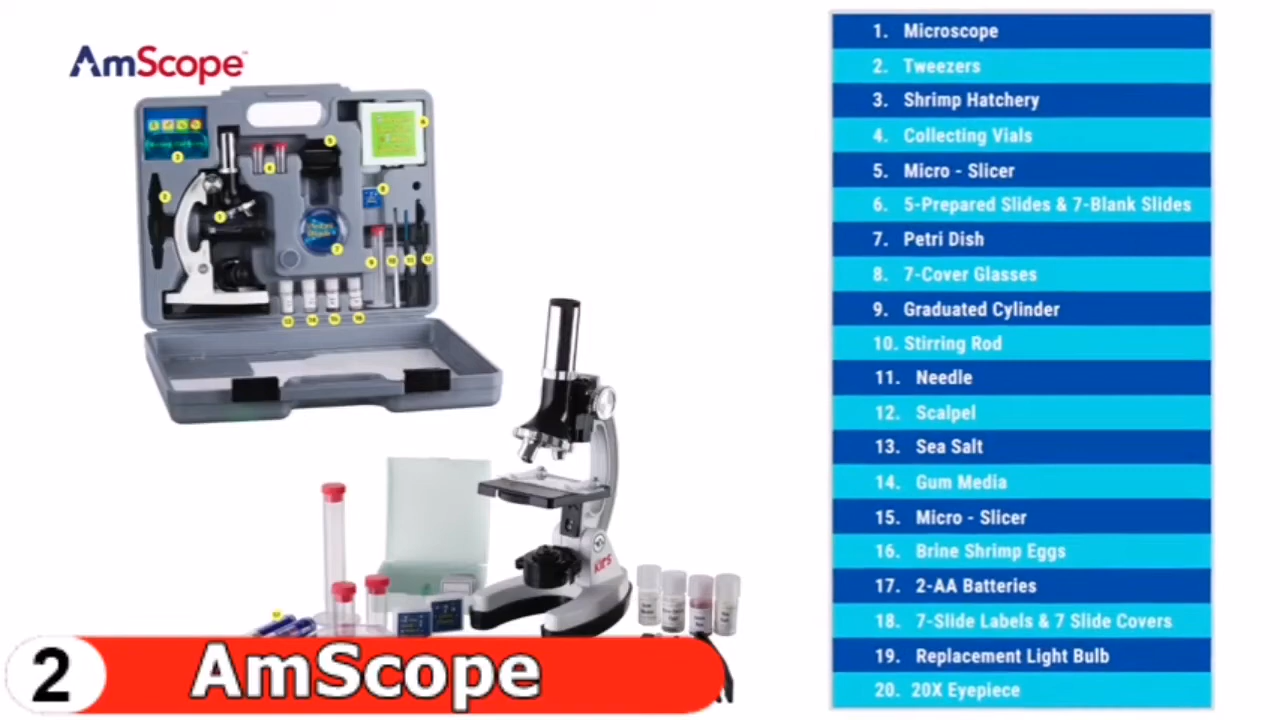 AmScope™
1. Microscope
2. Tweezers
3. Shrimp Hatchery
4. Collecting Vials
5. Micro - Slicer
6. 5-Prepared Slides & 7-Blank Slides
7. Petri Dish
8. 7-Cover Glasses
9. Graduated Cylinder
10. Stirring Rod
11. Needle
12. Scalpel
13. Sea Salt
14. Gum Media
15. Micro - Slicer
16. Brine Shrimp Eggs
17. 2-AA Batteries
18. 7-Slide Labels & 7 Slide Covers
19. Replacement Light Bulb
20. 20X Eyepiece
KIDS
2 AmScope